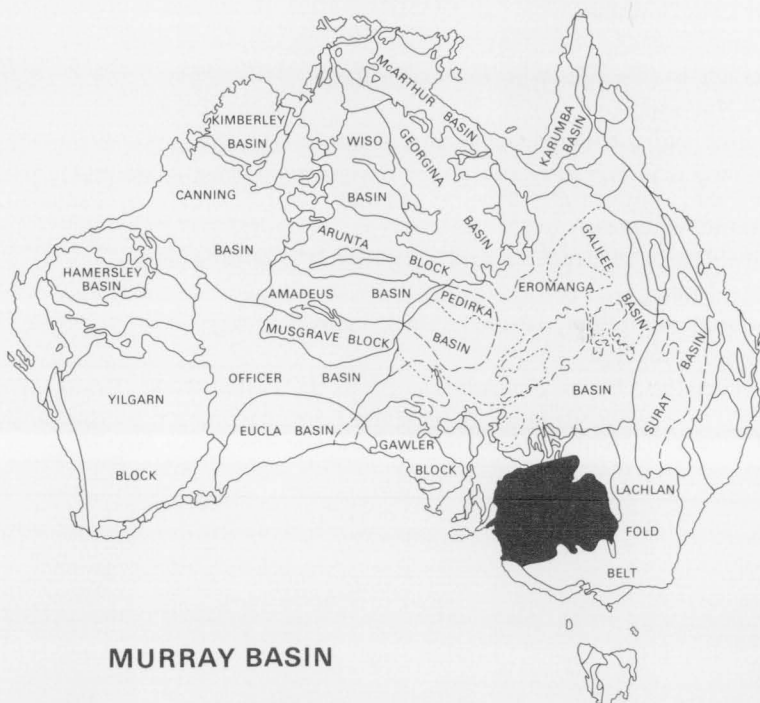 McARTHUR BASIN
KIMBERLEY
BASIN
KARUMBA
BASIN
WISO
BASIN
GEORGINA
BASIN
CANNING
BASIN
GALILEE
BASIN
ARUNTA
BLOCK
HAMERSLEY
BASIN
EROMANGA
BASIN
AMADEUS BASIN
PEDIRKA
BASIN
MUSGRAVE BLOCK
OFFICER BASIN
YILGARN
BLOCK
SURAT
BASIN
EUCLA BASIN
GAWLER
BLOCK
LACHLAN
FOLD
BELT
MURRAY BASIN